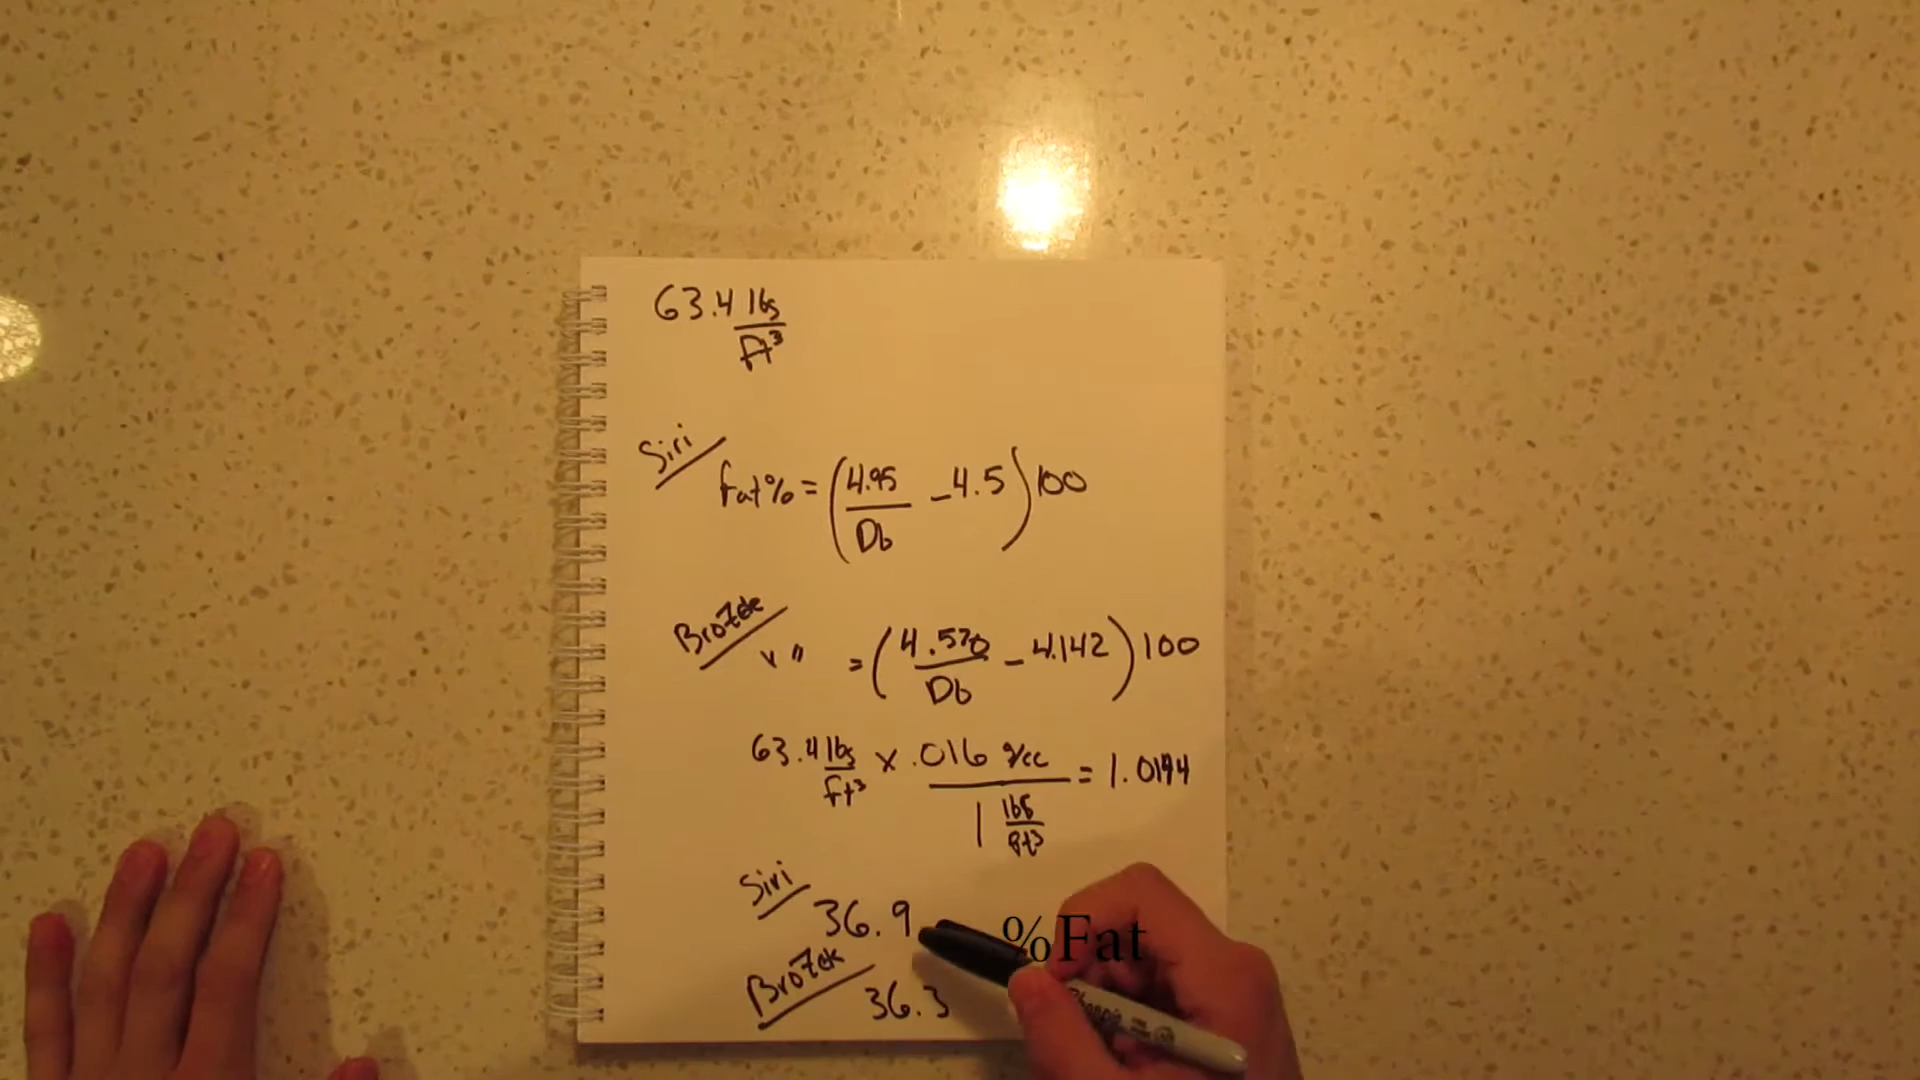 63.4 lbs
ft³
Siri
Fat% = (4.95 / Db - 4.5) 100
Brozek
" " = (4.570 / Db - 4.142) 100
63.4 lbs / ft³ x .016 g/cc / 1 lbs / ft³ = 1.0144
Siri
36.9
%Fat
Brozek
36.3
Sharpie